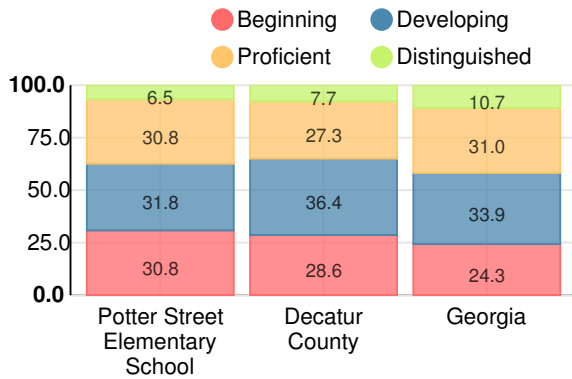 Beginning
Developing
Proficient
Distinguished
100.0
75.0
50.0
25.0
0.0
6.5
30.8
31.8
30.8
7.7
27.3
36.4
28.6
10.7
31.0
33.9
24.3
Potter Street
Elementary
School
Decatur
County
Georgia